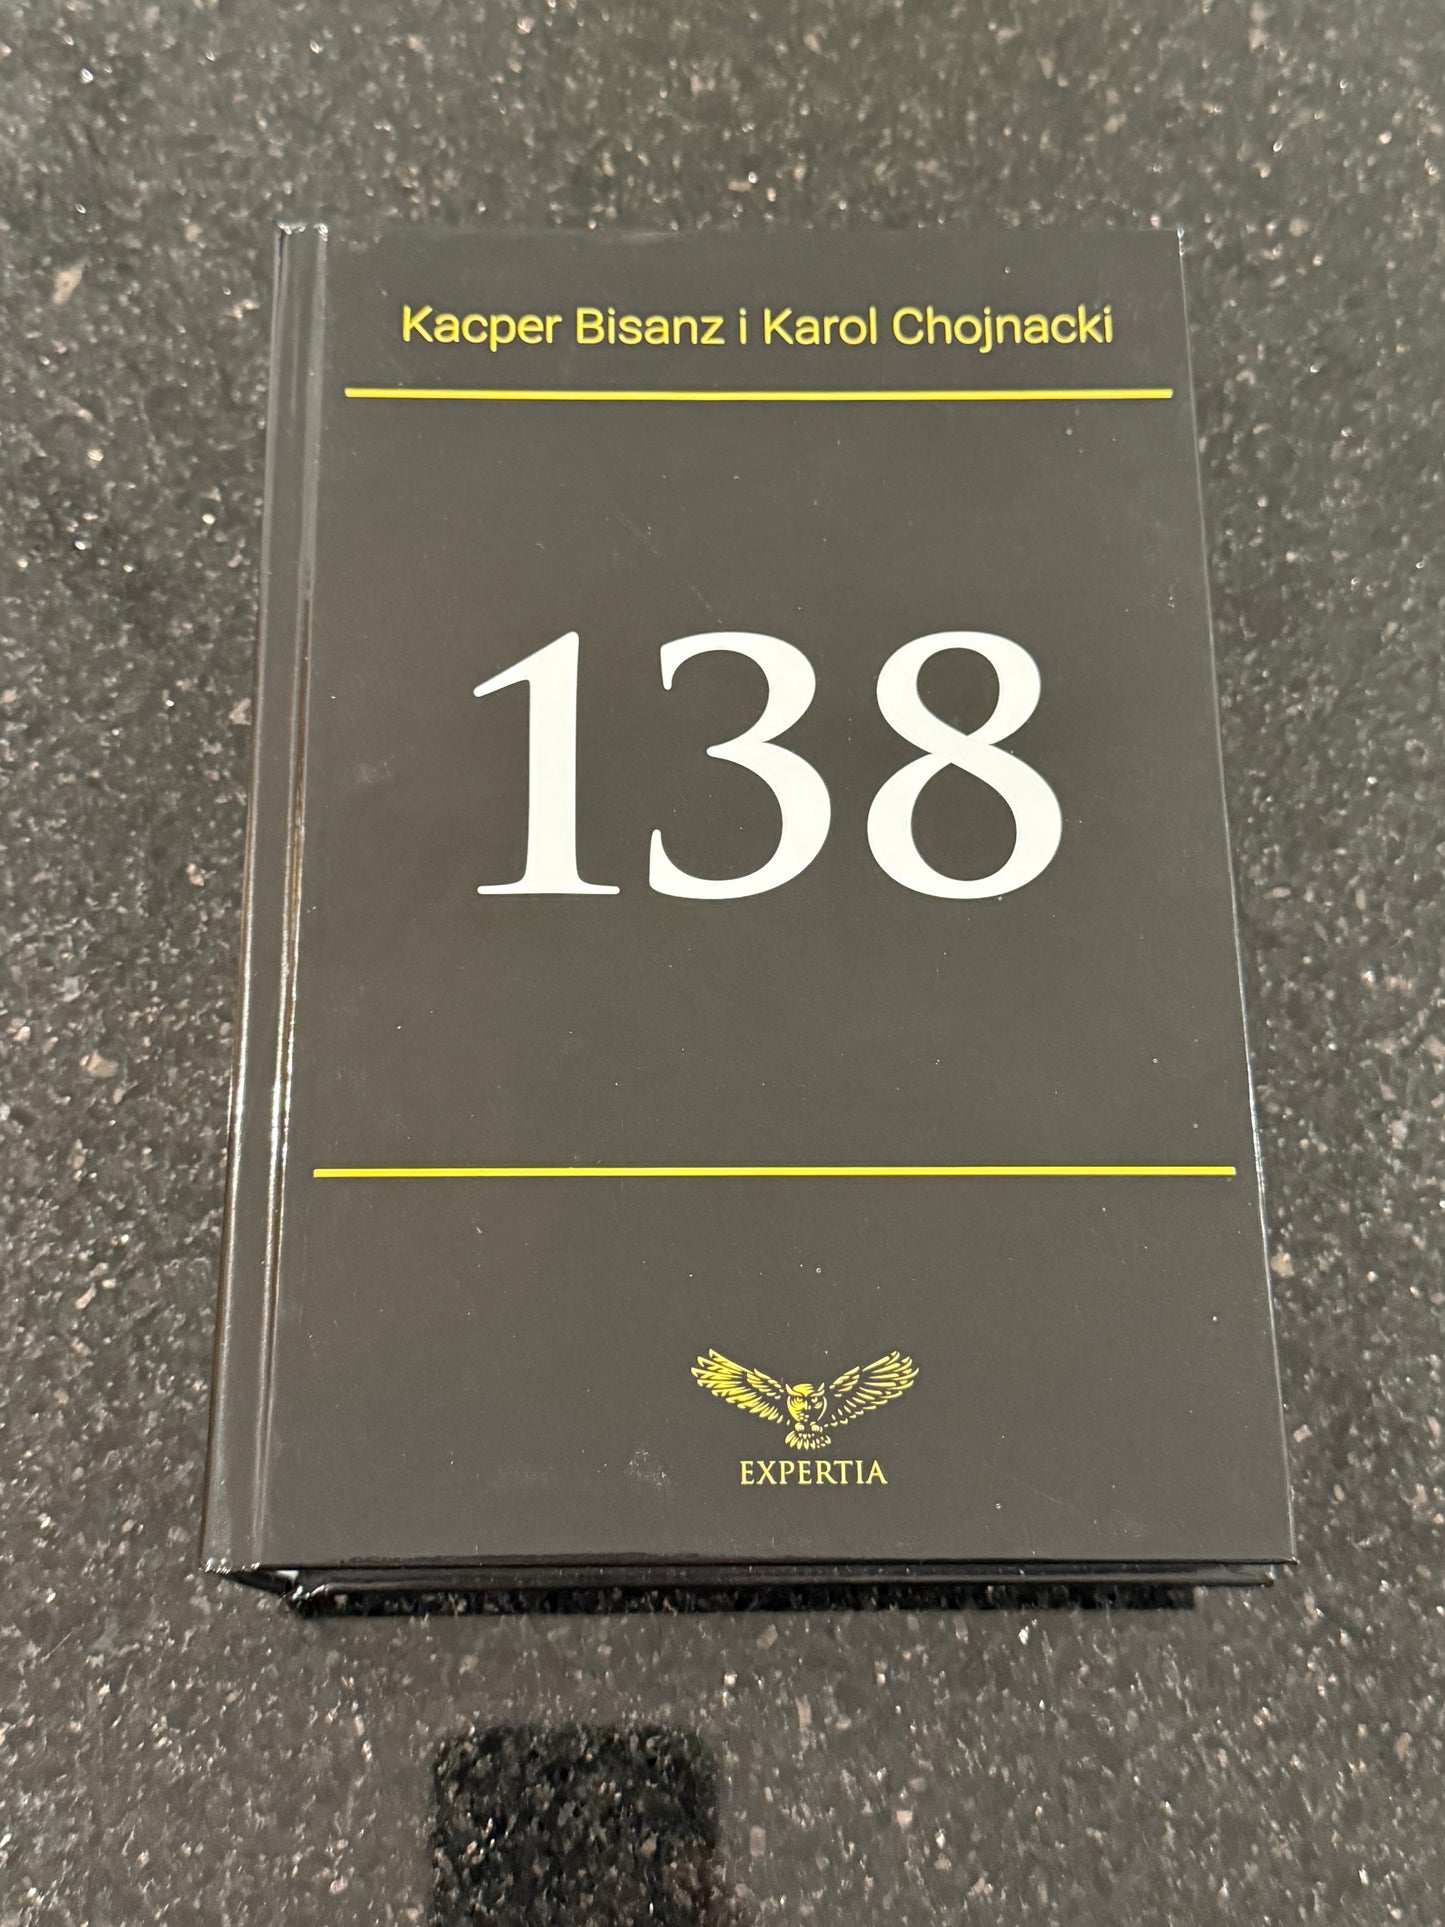 Kacper Bisanz i Karol Chojnacki
138
EXPERTIA